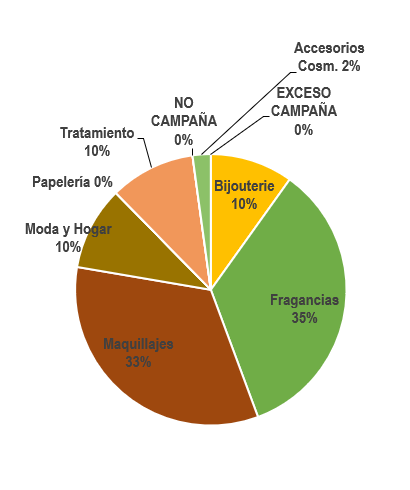 Accesorios
Cosm. 2%
EXCESO
CAMPAÑA
0%
NO
CAMPAÑA
0%
Tratamiento
10%
Papelería 0%
Bijouterie
10%
Moda y Hogar
10%
Fragancias
35%
Maquillajes
33%